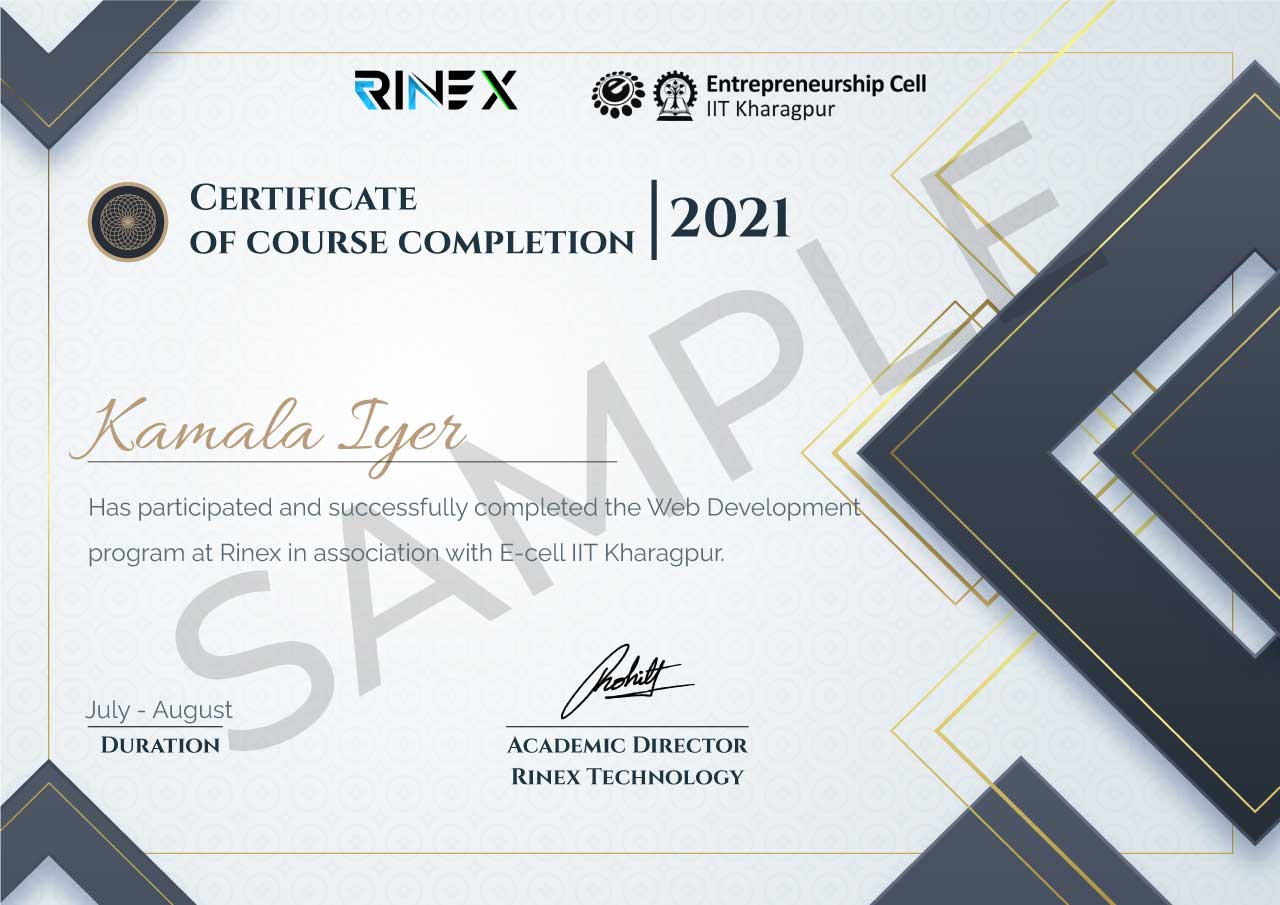 RINEX
Entrepreneurship Cell
IIT Kharagpur
CERTIFICATE
OF COURSE COMPLETION
2021
SAMPLE
Kamala Iyer
Has participated and successfully completed the Web Development
program at Rinex in association with E-cell IIT Kharagpur.
July - August
DURATION
Rohitt
ACADEMIC DIRECTOR
RINEX TECHNOLOGY